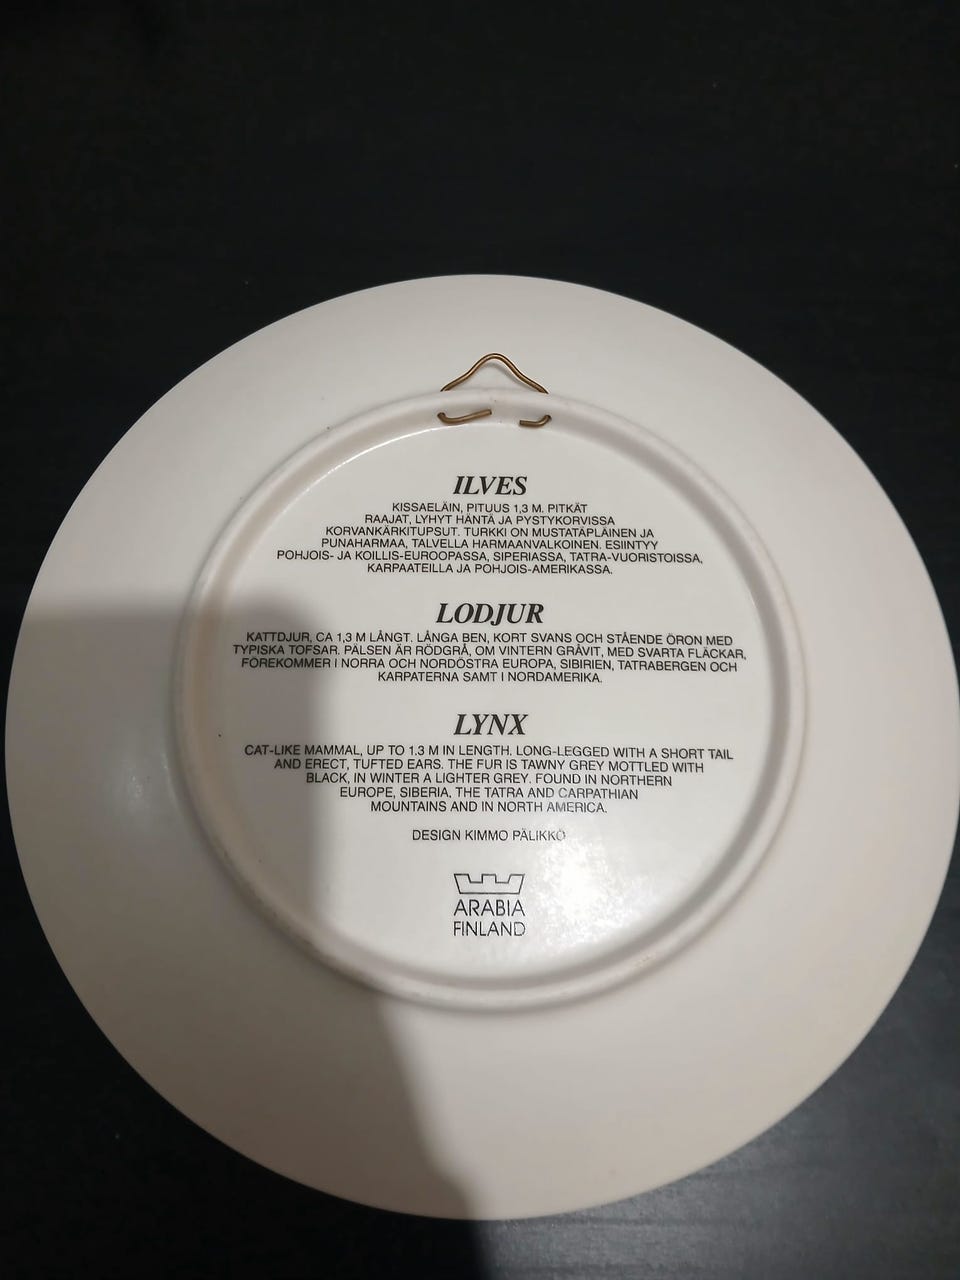 ILVES
KISSAELÄIN, PITUUS 1,3 M. PITKÄT
RAAJAT, LYHYT HÄNTÄ JA PYSTYKORVISSA
KORVANKÄRKITUPSUT. TURKKI ON MUSTATÄPLÄINEN JA
PUNAHARMAA, TALVELLA HARMAANVALKOINEN. ESIINTYY
POHJOIS- JA KOILLIS-EUROOPASSA, SIPERIASSA, TATRA-VUORISTOISSA,
KARPAATEILLA JA POHJOIS-AMERIKASSA.
LODJUR
KATTDJUR, CA 1,3 M LÅNGT. LÅNGA BEN, KORT SVANS OCH STÅENDE ÖRON MED
TYPISKA TOFSAR. PÄLSEN ÄR RÖDGRÅ, OM VINTERN GRÅVIT, MED SVARTA FLÄCKAR,
FÖREKOMMER I NORRA OCH NORDÖSTRA EUROPA, SIBIRIEN, TATRABERGEN OCH
KARPATERNA SAMT I NORDAMERIKA.
LYNX
CAT-LIKE MAMMAL, UP TO 1.3 M IN LENGTH. LONG-LEGGED WITH A SHORT TAIL
AND ERECT, TUFTED EARS. THE FUR IS TAWNY GREY MOTTLED WITH
BLACK, IN WINTER A LIGHTER GREY. FOUND IN NORTHERN
EUROPE, SIBERIA, THE TATRA AND CARPATHIAN
MOUNTAINS AND IN NORTH AMERICA.
DESIGN KIMMO PÄLIKKÖ
ARABIA
FINLAND